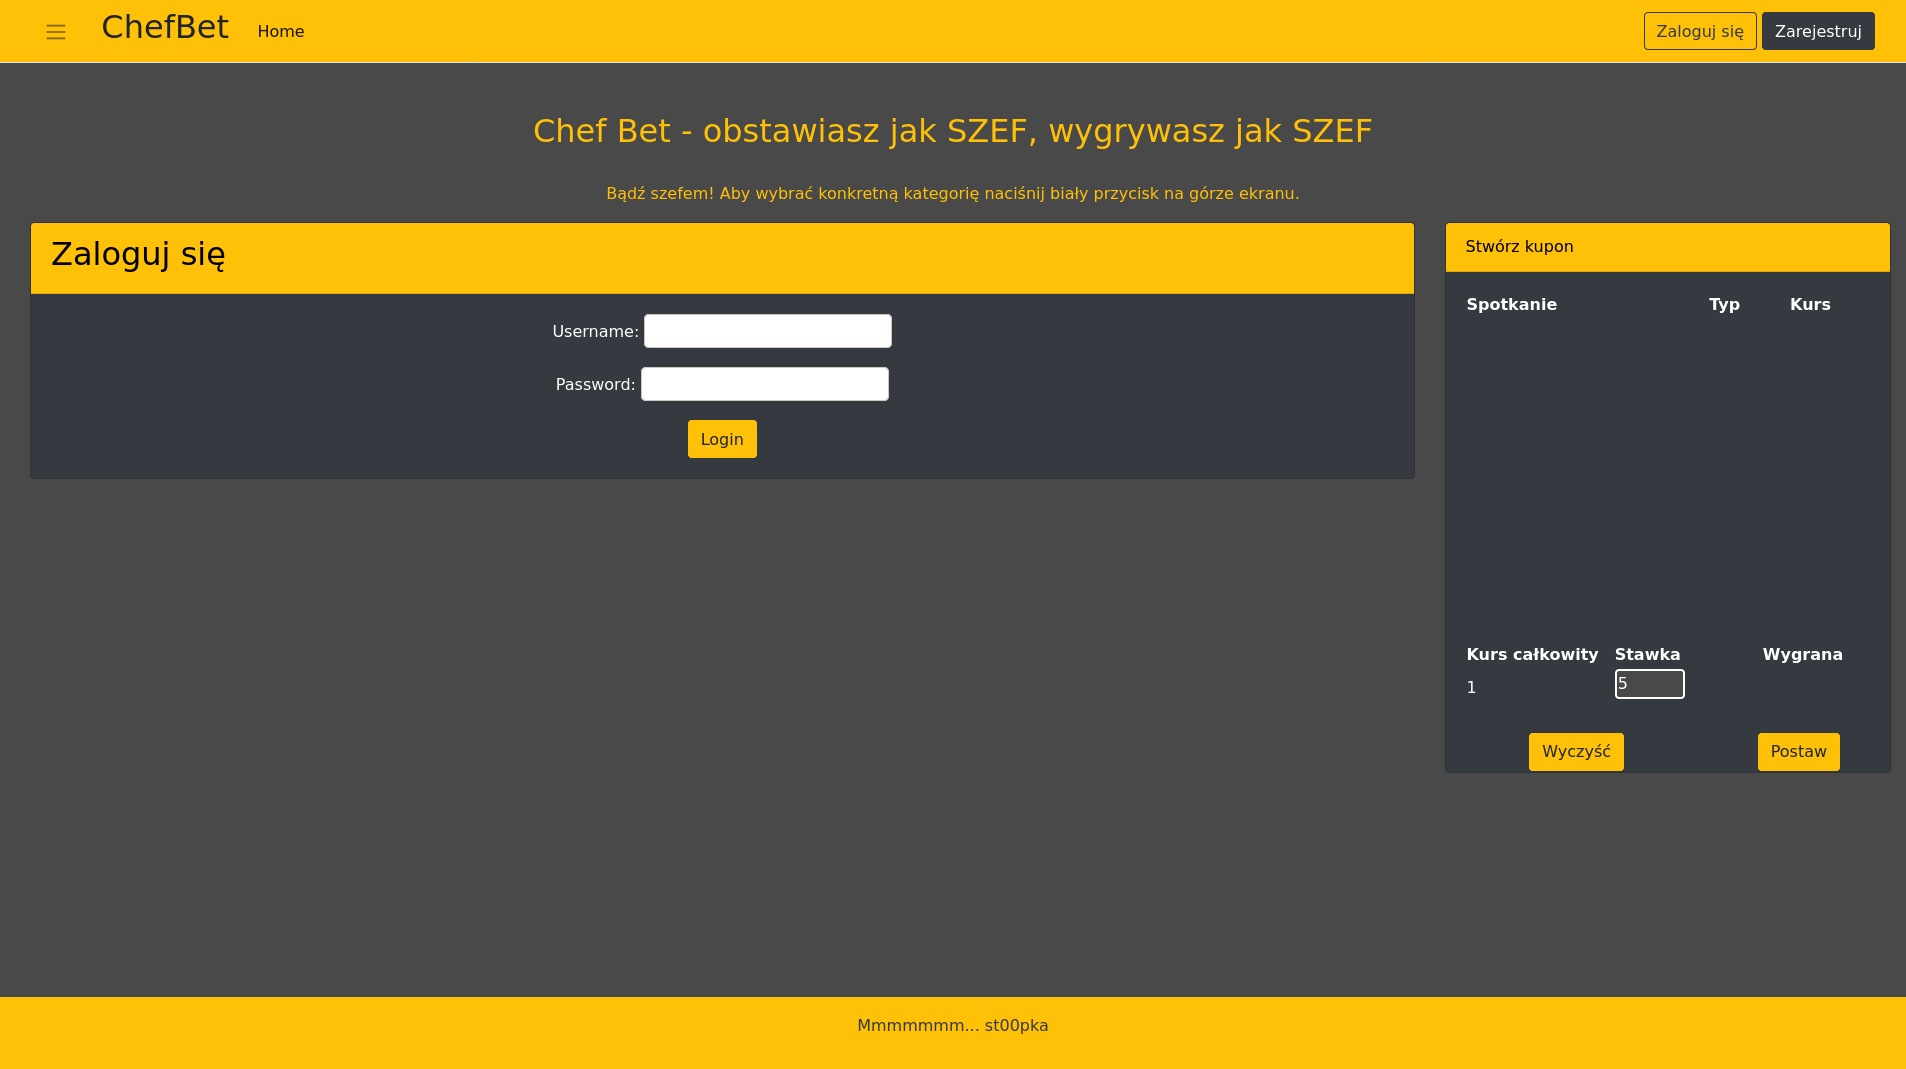 ChefBet Home Zaloguj się Zarejestruj
Chef Bet - obstawiasz jak SZEF, wygrywasz jak SZEF
Bądź szefem! Aby wybrać konkretną kategorię naciśnij biały przycisk na górze ekranu.
Zaloguj się
Username:
Password:
Login
Stwórz kupon
Spotkanie Typ Kurs
Kurs całkowity Stawka Wygrana
1 5
Wyczyść Postaw
Mmmmmmm... st00pka